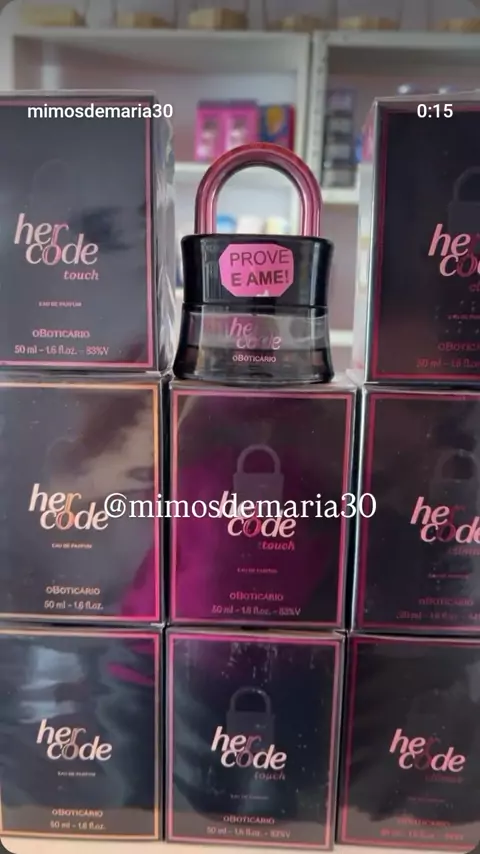 mimosdemaria30
0:15
her
code
touch
EAU DE PARFUM
oBOTICÁRIO
50 ml - 1.6 fl.oz. - 83%V
PROVE
E AME!
her
code
oBOTICÁRIO
her
oBOTICÁRIO
her
code
EAU DE PARFUM
oBOTICÁRIO
50 ml - 1.6 fl.oz.
@mimosdemaria30
her
code
touch
EAU DE PARFUM
oBOTICÁRIO
50 ml - 1.6 fl.oz. - 83%V
her
code
oBOTICÁRIO
her
code
EAU DE PARFUM
oBOTICÁRIO
50 ml - 1.6 fl.oz.
her
code
touch
EAU DE PARFUM
oBOTICÁRIO
50 ml - 1.6 fl.oz. - 83%V
her
code
oBOTICÁRIO